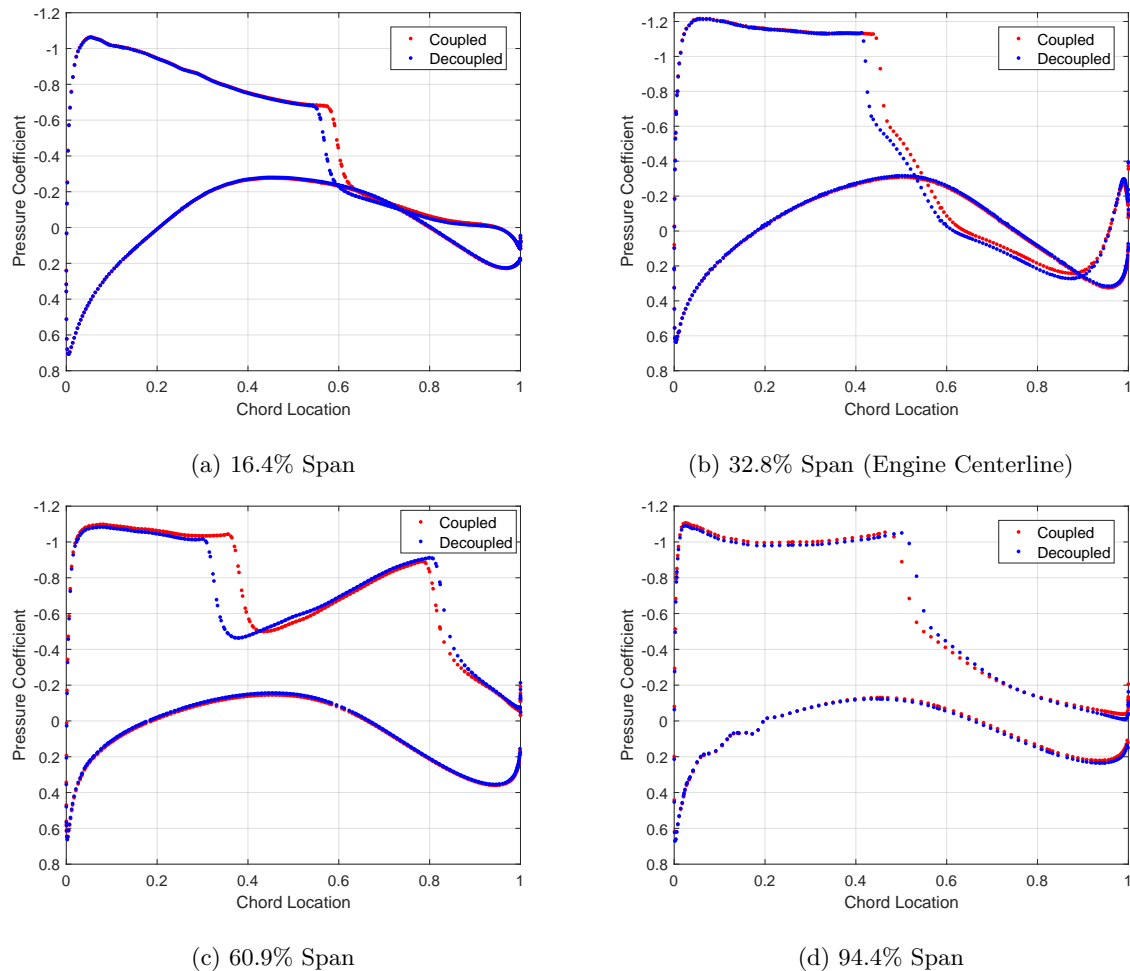 -1.2
-1
-0.8
-0.6
-0.4
-0.2
0
0.2
0.4
0.6
0.8
Pressure Coefficient
Coupled
Decoupled
0 0.2 0.4 0.6 0.8 1
Chord Location
(a) 16.4% Span
-1.2
-1
-0.8
-0.6
-0.4
-0.2
0
0.2
0.4
0.6
0.8
Pressure Coefficient
Coupled
Decoupled
0 0.2 0.4 0.6 0.8 1
Chord Location
(b) 32.8% Span (Engine Centerline)
-1.2
-1
-0.8
-0.6
-0.4
-0.2
0
0.2
0.4
0.6
0.8
Pressure Coefficient
Coupled
Decoupled
0 0.2 0.4 0.6 0.8 1
Chord Location
(c) 60.9% Span
-1.2
-1
-0.8
-0.6
-0.4
-0.2
0
0.2
0.4
0.6
0.8
Pressure Coefficient
Coupled
Decoupled
0 0.2 0.4 0.6 0.8 1
Chord Location
(d) 94.4% Span